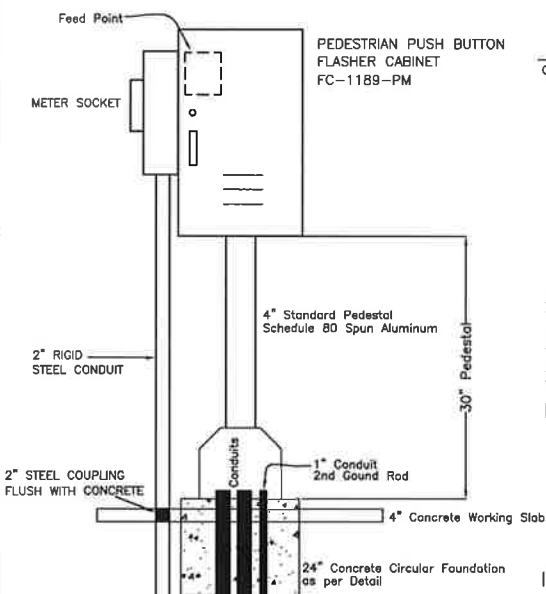 Feed Point
PEDESTRIAN PUSH BUTTON
FLASHER CABINET
FC-1189-PM
METER SOCKET
4" Standard Pedestal
Schedule 80 Spun Aluminum
30" Pedestal
2" RIGID
STEEL CONDUIT
Conduits
1" Conduit
2nd Gound Rod
2" STEEL COUPLING
FLUSH WITH CONCRETE
4" Concrete Working Slab
24" Concrete Circular Foundation
as per Detail